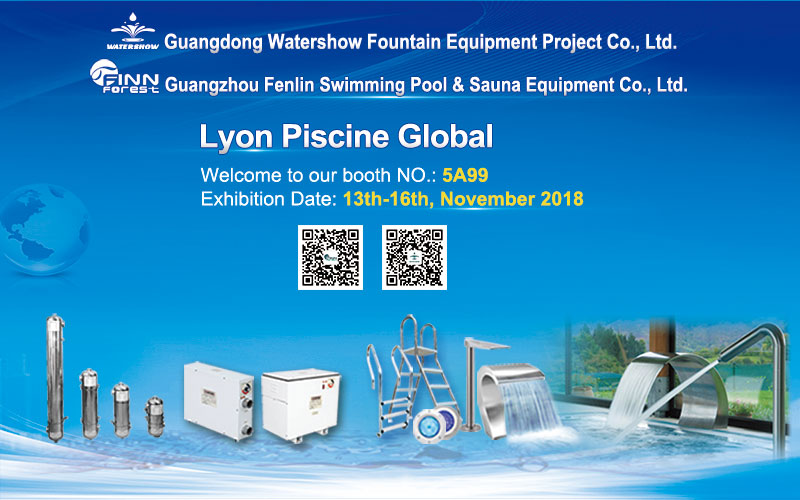 WATERSHOW
Guangdong Watershow Fountain Equipment Project Co., Ltd.
FINN
Forest
Guangzhou Fenlin Swimming Pool & Sauna Equipment Co., Ltd.
Lyon Piscine Global
Welcome to our booth NO.: 5A99
Exhibition Date: 13th-16th, November 2018